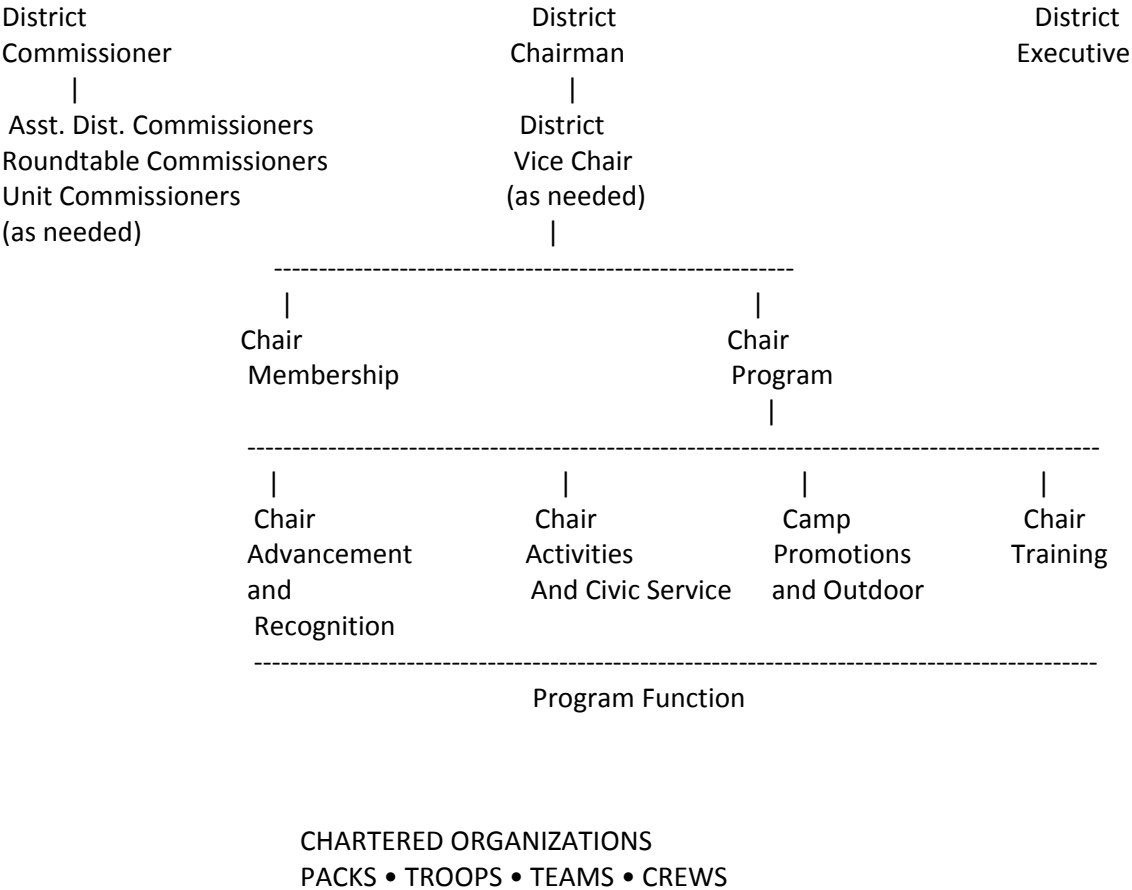 District District District
Commissioner Chairman Executive
| |
Asst. Dist. Commissioners District
Roundtable Commissioners Vice Chair
Unit Commissioners (as needed)
(as needed) |
----------------------------------------------------------
| |
Chair Chair
Membership Program
|
-----------------------------------------------------------------------------------------------
| | | |
Chair Chair Camp Chair
Advancement Activities Promotions Training
and And Civic Service and Outdoor
Recognition
----------------------------------------------------------------------------------------------
Program Function
CHARTERED ORGANIZATIONS
PACKS • TROOPS • TEAMS • CREWS